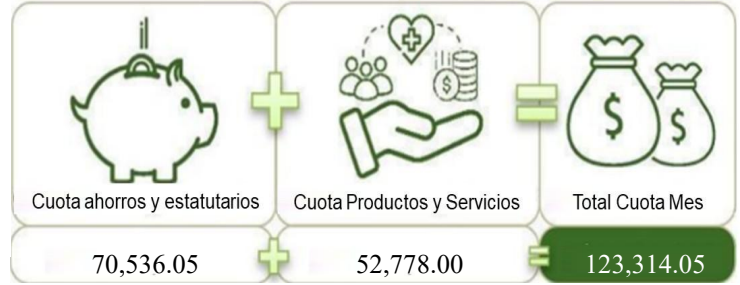 Cuota ahorros y estatutarios
Cuota Productos y Servicios
Total Cuota Mes
70,536.05
+
52,778.00
=
123,314.05